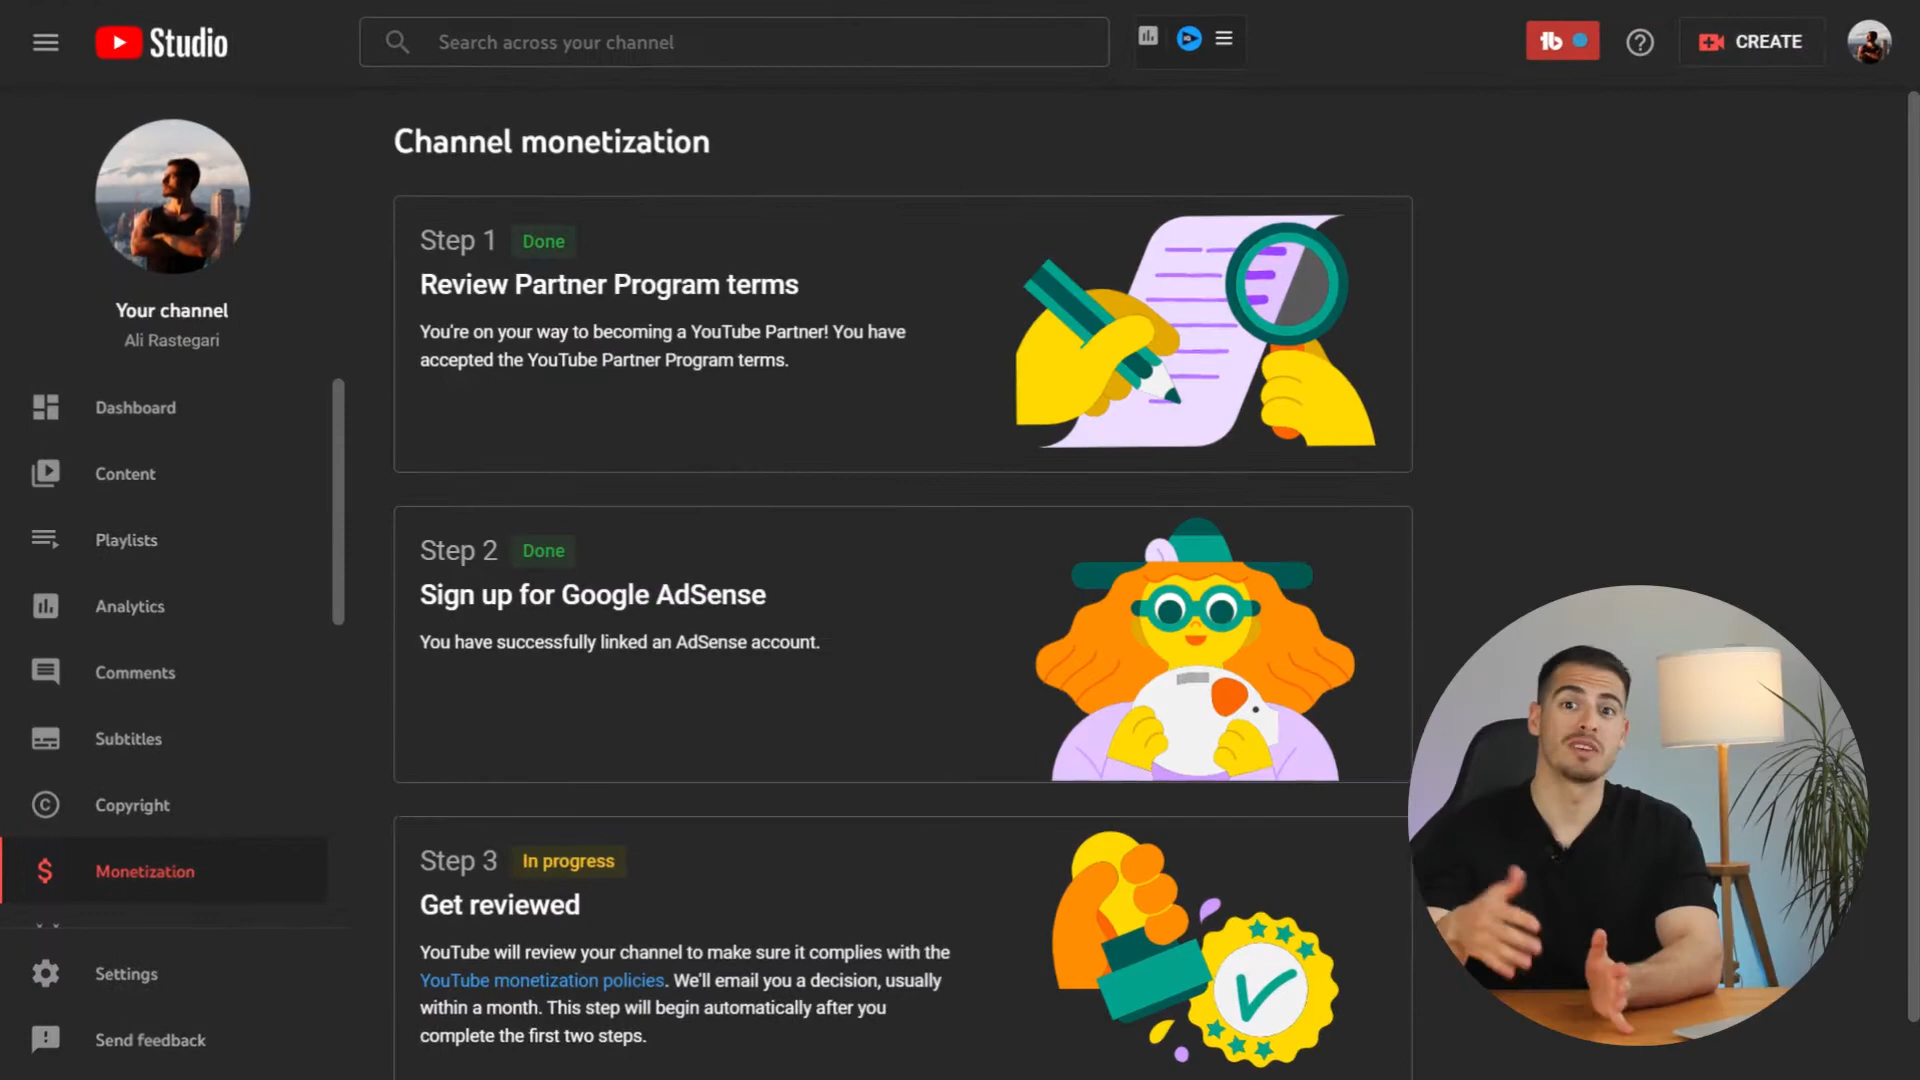 Studio
Search across your channel
CREATE
Channel monetization
Your channel
Ali Rastegari
Dashboard
Content
Playlists
Analytics
Comments
Subtitles
Copyright
Monetization
Settings
Send feedback
Step 1 Done
Review Partner Program terms
You're on your way to becoming a YouTube Partner! You have
accepted the YouTube Partner Program terms.
Step 2 Done
Sign up for Google AdSense
You have successfully linked an AdSense account.
Step 3 In progress
Get reviewed
YouTube will review your channel to make sure it complies with the
YouTube monetization policies. We'll email you a decision, usually
within a month. This step will begin automatically after you
complete the first two steps.